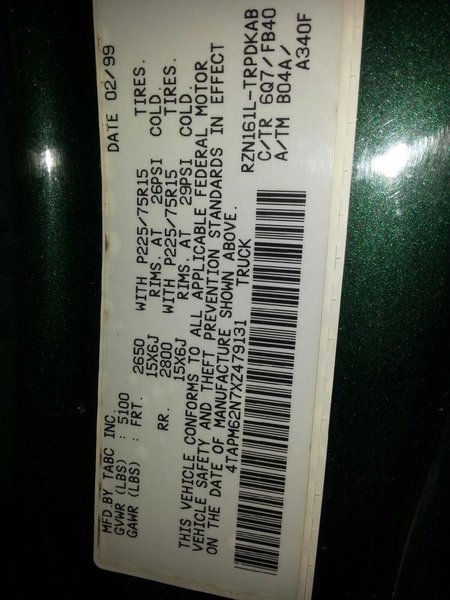 MFD.BY TABC INC. DATE 02/99
GVWR (LBS) : 5100
GAWR (LBS) : FRT. 2650 WITH P225/75R15 TIRES.
15X6J RIMS. AT 26PSI COLD.
RR. 2800 WITH P225/75R15 TIRES.
15X6J RIMS. AT 29PSI COLD.
THIS VEHICLE CONFORMS TO ALL APPLICABLE FEDERAL MOTOR
VEHICLE SAFETY AND THEFT PREVENTION STANDARDS IN EFFECT
ON THE DATE OF MANUFACTURE SHOWN ABOVE.
4TAPM62N7XZ479131 TRUCK
RZN161L-TRPDKAB
C/TR 6Q7/FB40
A/TM B04A/
A340F